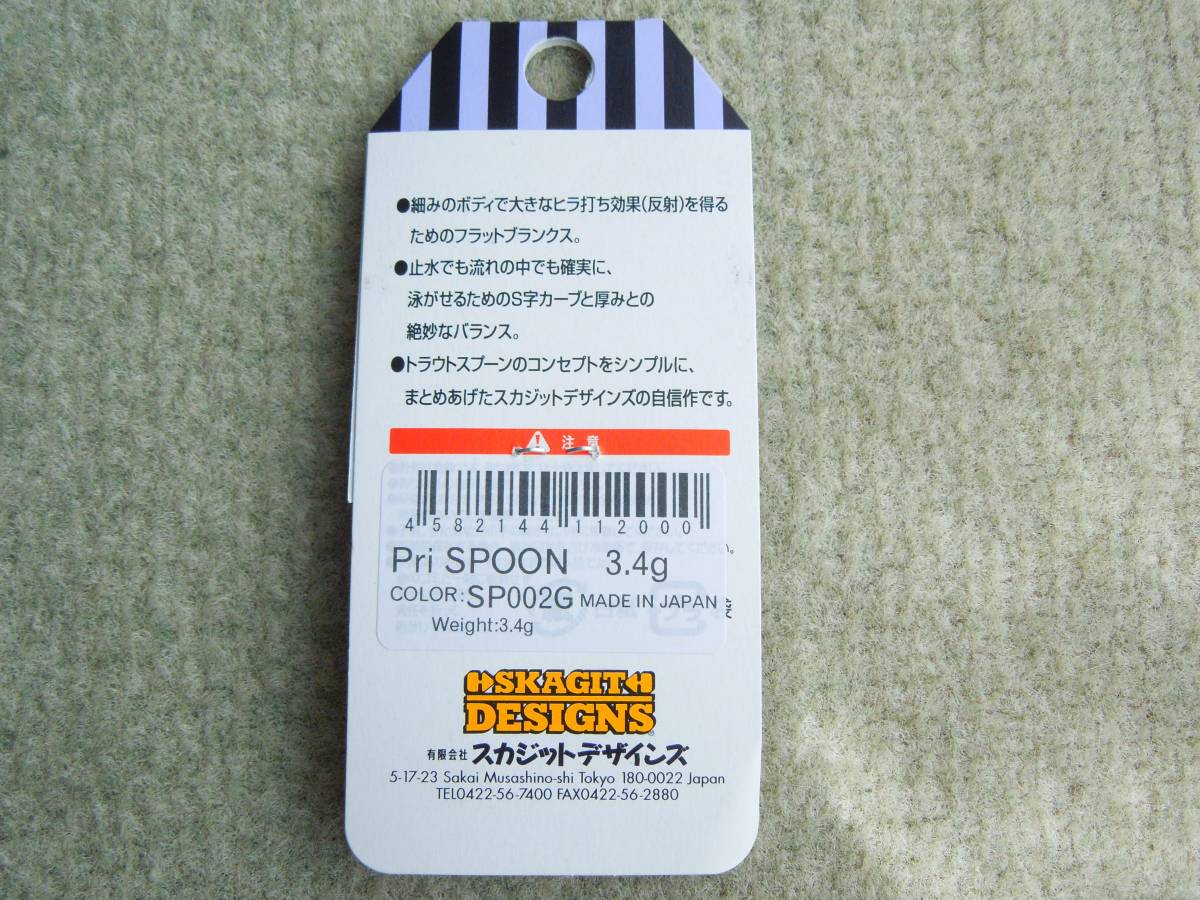 ●細みのボディで大きなヒラ打ち効果(反射)を得る
ためのフラットブランクス。
●止水でも流れの中でも確実に、
泳がせるためのS字カーブと厚みとの
絶妙なバランス。
●トラウトスプーンのコンセプトをシンプルに、
まとめあげたスカジットデザインズの自信作です。
注意
4582144112000
Pri SPOON 3.4g
COLOR:SP002G MADE IN JAPAN
Weight:3.4g
SKAGIT
DESIGNS
有限会社 スカジットデザインズ
5-17-23 Sakai Musashino-shi Tokyo 180-0022 Japan
TEL0422-56-7400 FAX0422-56-2880